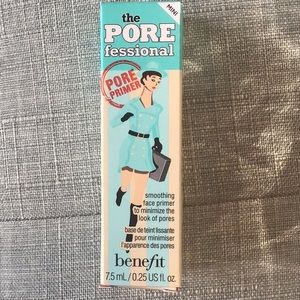 the
MINI
PORE
fessional
PORE
PRIMER
smoothing
face primer
to minimize the
look of pores
base de teint lissante
pour minimiser
l'apparence des pores
benefit
7.5 mL / 0.25 US fl. oz.